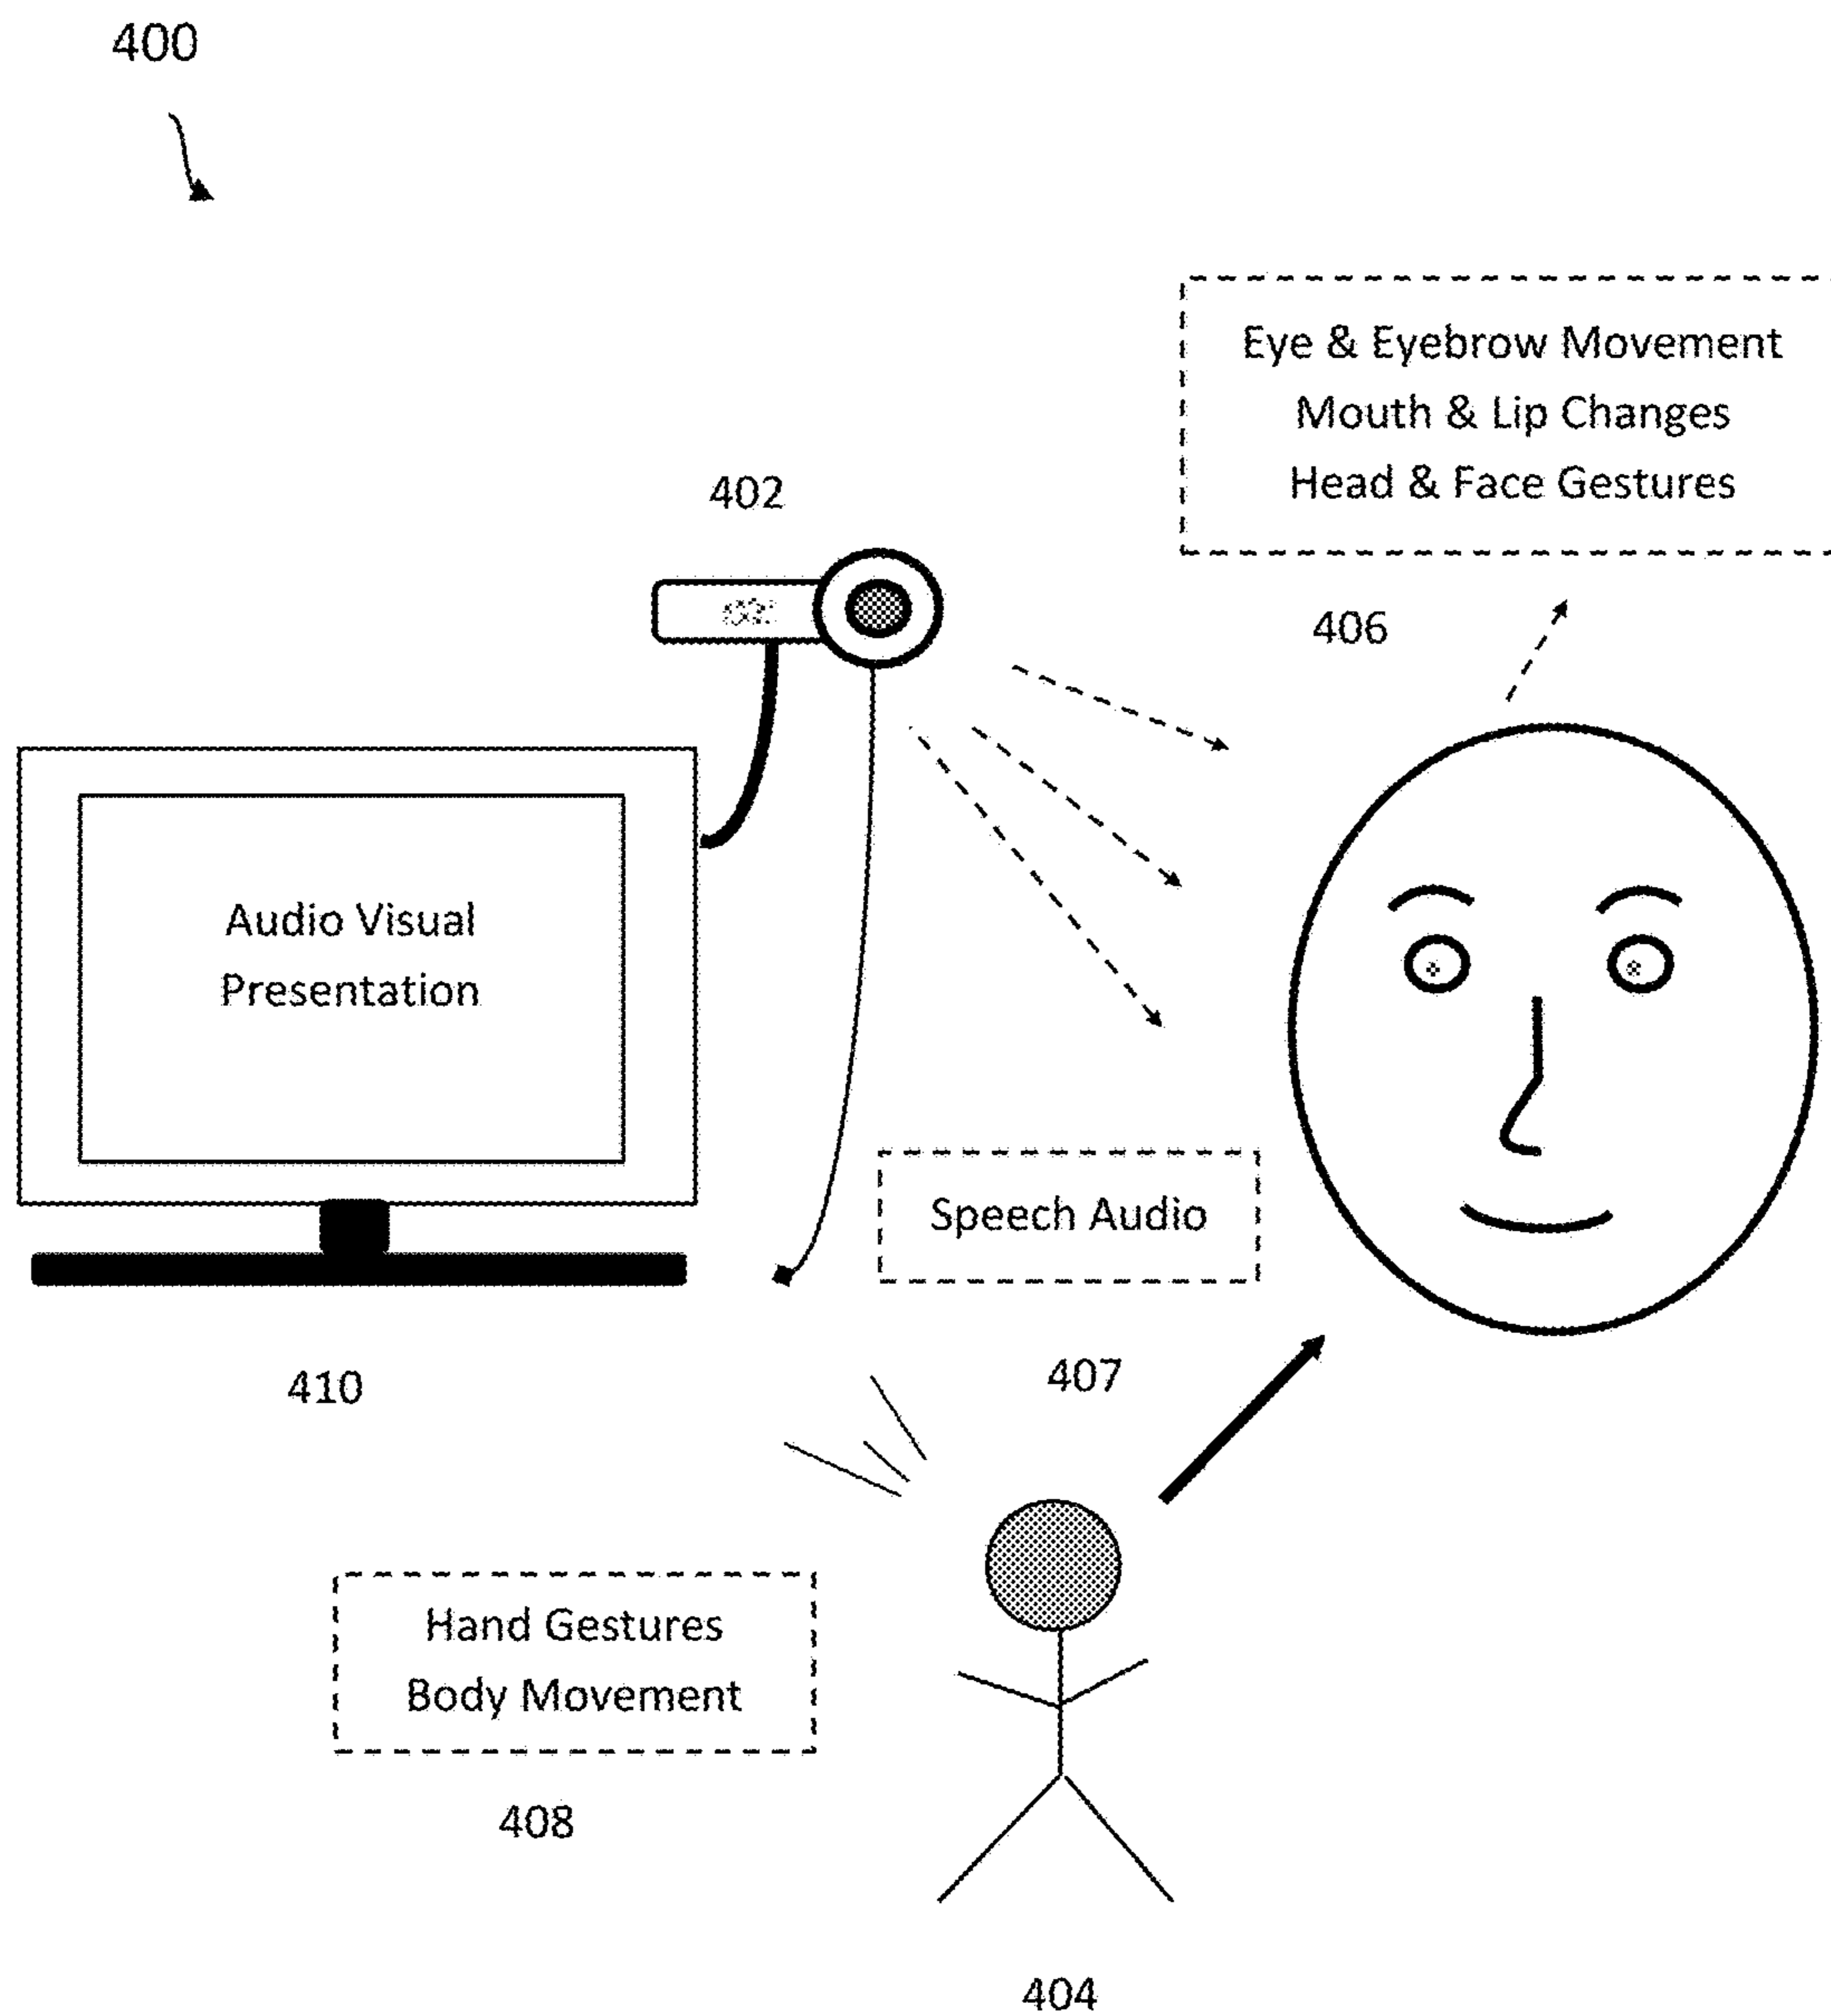 400
Eye & Eyebrow Movement
Mouth & Lip Changes
Head & Face Gestures
402
406
Audio Visual
Presentation
Speech Audio
410
407
Hand Gestures
Body Movement
408
404